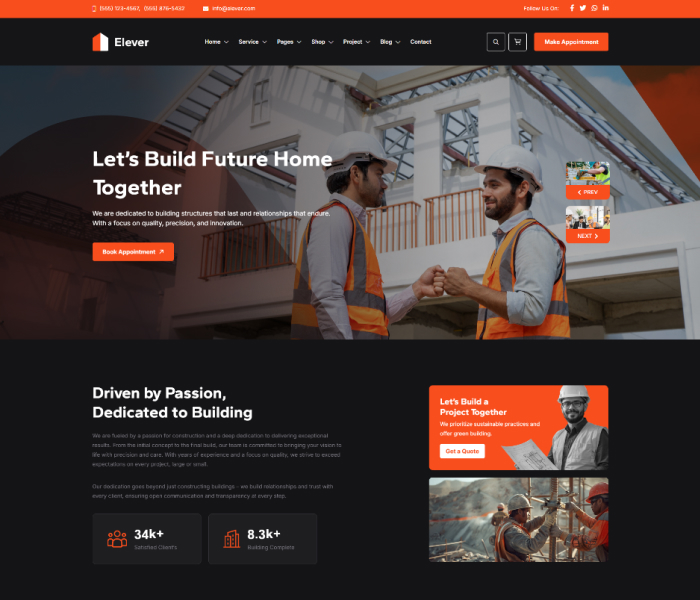 (555) 123-4567, (555) 876-5432
info@elever.com
Follow Us On:
Elever
Home
Service
Pages
Shop
Project
Blog
Contact
Make Appointment
Let's Build Future Home
Together
We are dedicated to building structures that last and relationships that endure.
With a focus on quality, precision, and innovation.
Book Appointment
PREV
NEXT
Driven by Passion,
Dedicated to Building
We are fueled by a passion for construction and a deep dedication to delivering exceptional
results. From the initial concept to the final build, our team is committed to bringing your vision to
life with precision and care. With years of experience and a focus on quality, we strive to exceed
expectations on every project, large or small.
Our dedication goes beyond just constructing buildings - we build relationships and trust with
every client, ensuring open communication and transparency at every step.
34k+
Satisfied Client's
8.3k+
Building Complete
Let's Build a
Project Together
We prioritize sustainable practices and
offer green building.
Get a Quote